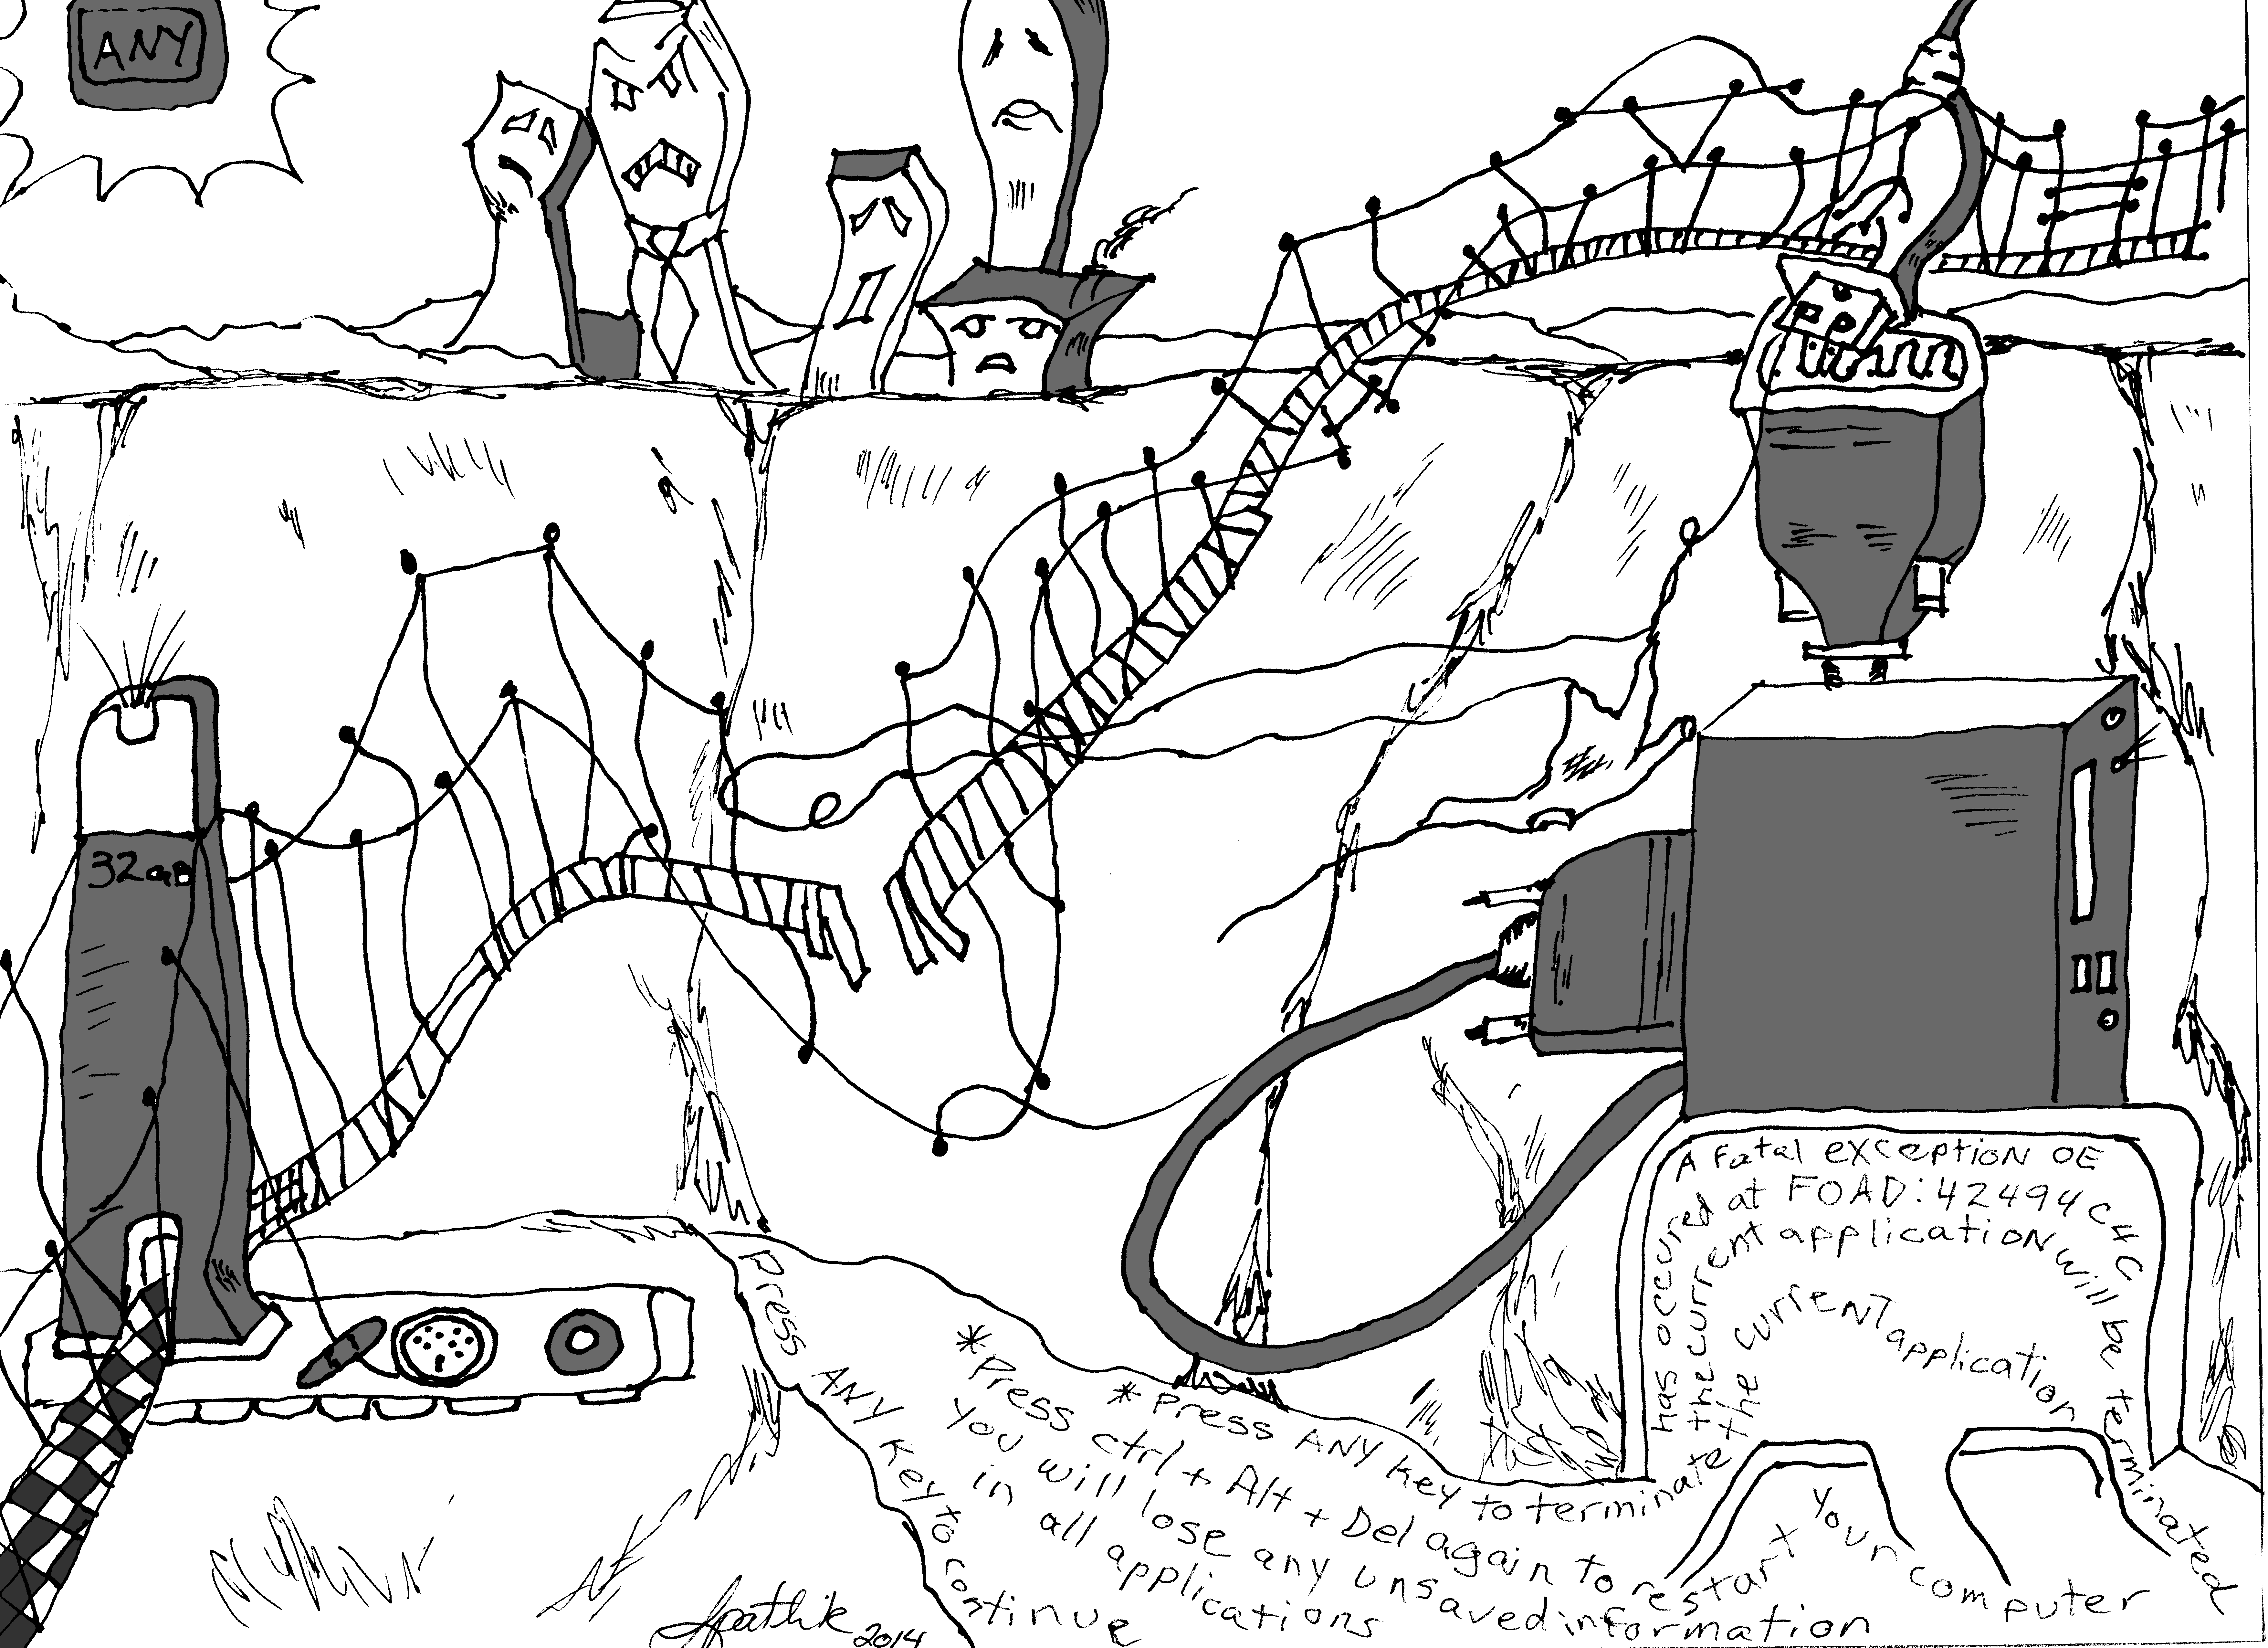 ANY
32GB
A fatal exception OE
has occured at FOAD:42494C4C
the current application will be terminated
the current application
Press ANY key to continue
*Press ANY key to terminate
*Press ctrl + Alt + Del again to restart your computer
You will lose any unsaved information
in all applications
Apathik 2014